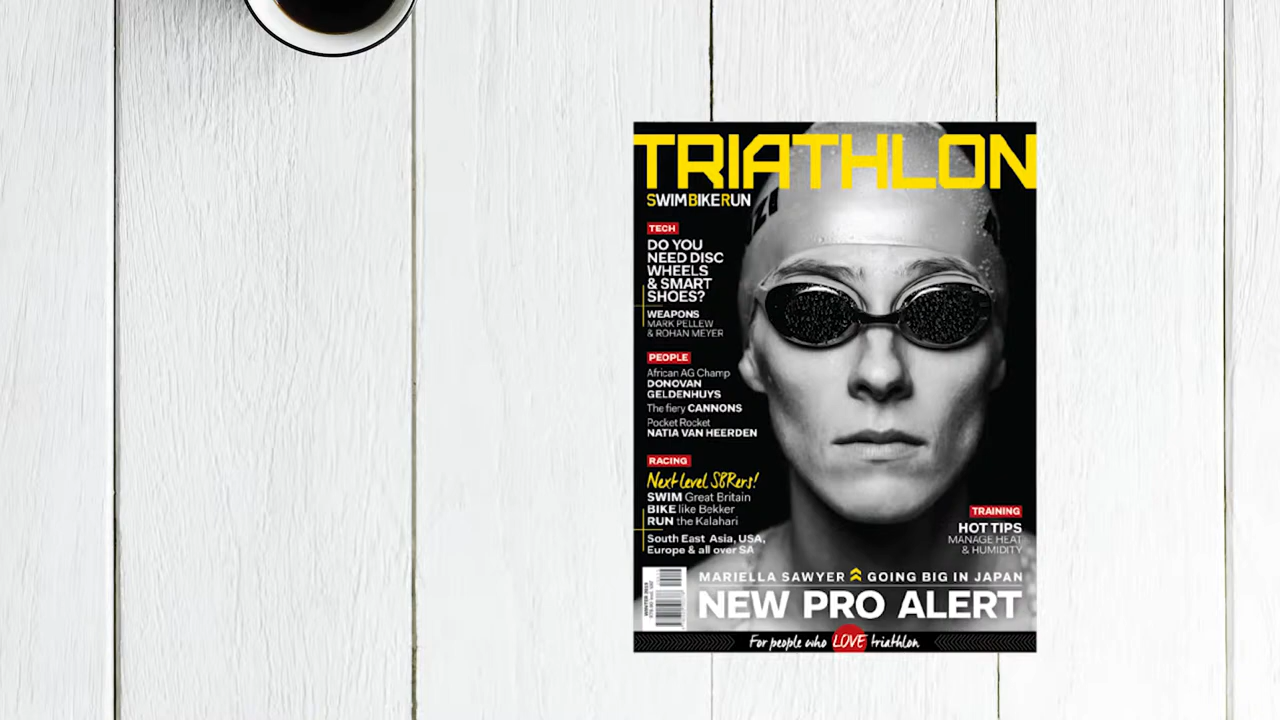 TRIATHLON
SWIMBIKERUN
TECH
DO YOU
NEED DISC
WHEELS
& SMART
SHOES?
WEAPONS
MARK PELLEW
& ROHAN MEYER
PEOPLE
African AG Champ
DONOVAN
GELDENHUYS
The fiery CANNONS
Pocket Rocket
NATIA VAN HEERDEN
RACING
Next level SBRers!
SWIM Great Britain
BIKE like Bekker
RUN the Kalahari
South East Asia, USA,
Europe & all over SA
TRAINING
HOT TIPS
MANAGE HEAT
& HUMIDITY
MARIELLA SAWYER GOING BIG IN JAPAN
NEW PRO ALERT
For people who LOVE triathlon.